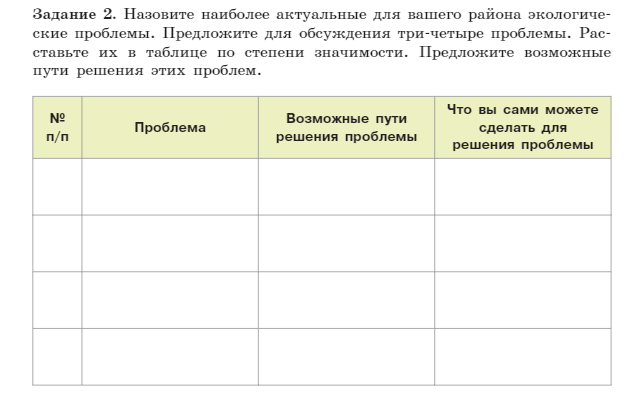 Задание 2. Назовите наиболее актуальные для вашего района экологиче-
ские проблемы. Предложите для обсуждения три-четыре проблемы. Рас-
ставьте их в таблице по степени значимости. Предложите возможные
пути решения этих проблем.
№
п/п
Проблема
Возможные пути
решения проблемы
Что вы сами можете
сделать для
решения проблемы